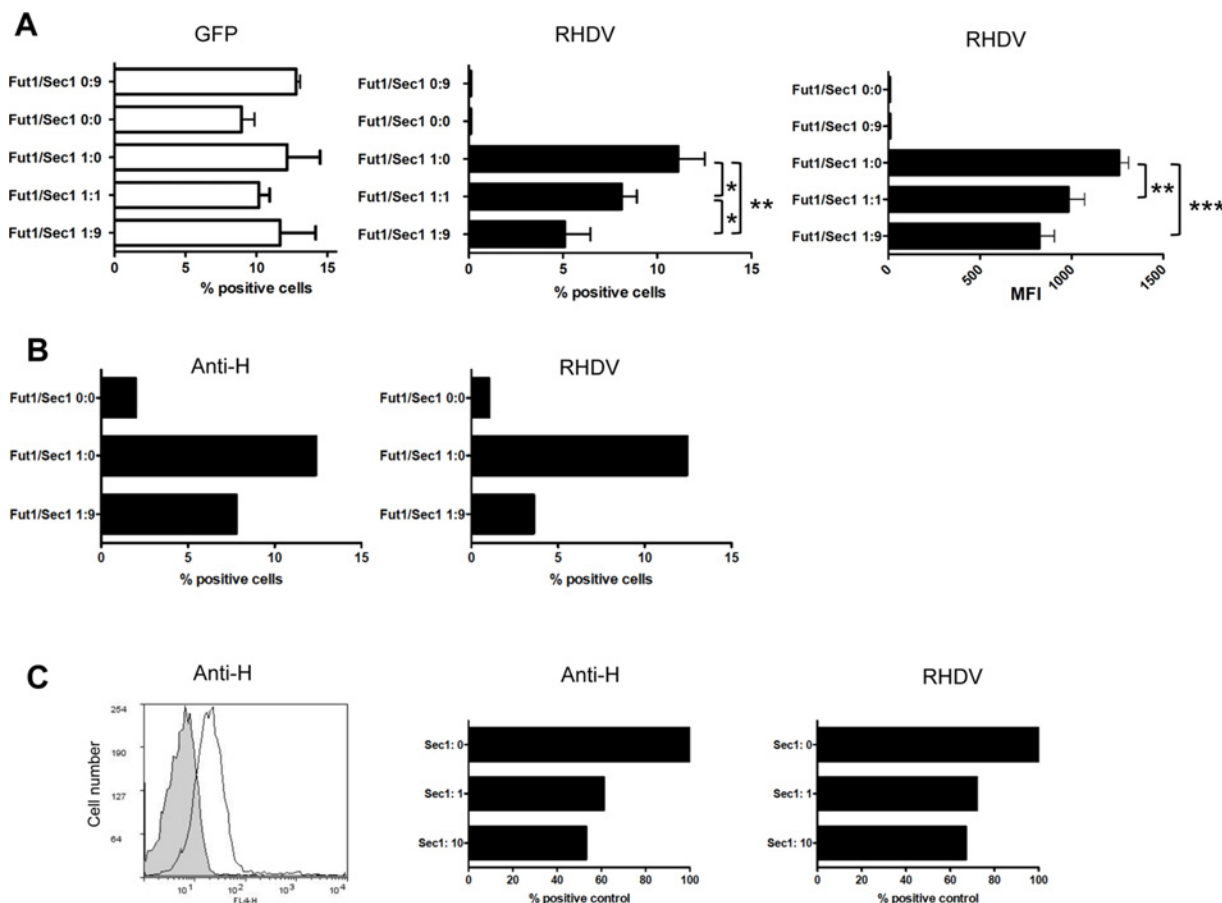 A
GFP
Fut1/Sec1 0:9
Fut1/Sec1 0:0
Fut1/Sec1 1:0
Fut1/Sec1 1:1
Fut1/Sec1 1:9
0 5 10 15
% positive cells
RHDV
Fut1/Sec1 0:9
Fut1/Sec1 0:0
Fut1/Sec1 1:0
Fut1/Sec1 1:1
Fut1/Sec1 1:9
*
*
**
0 5 10 15
% positive cells
RHDV
Fut1/Sec1 0:0
Fut1/Sec1 0:9
Fut1/Sec1 1:0
Fut1/Sec1 1:1
Fut1/Sec1 1:9
**
***
0 500 1000 1500
MFI
B
Anti-H
Fut1/Sec1 0:0
Fut1/Sec1 1:0
Fut1/Sec1 1:9
0 5 10 15
% positive cells
RHDV
Fut1/Sec1 0:0
Fut1/Sec1 1:0
Fut1/Sec1 1:9
0 5 10 15
% positive cells
C
Anti-H
Cell number
254
190
127
64
10¹ 10² 10³ 10⁴
FL4-H
Anti-H
Sec1: 0
Sec1: 1
Sec1: 10
0 20 40 60 80 100
% positive control
RHDV
Sec1: 0
Sec1: 1
Sec1: 10
0 20 40 60 80 100
% positive control